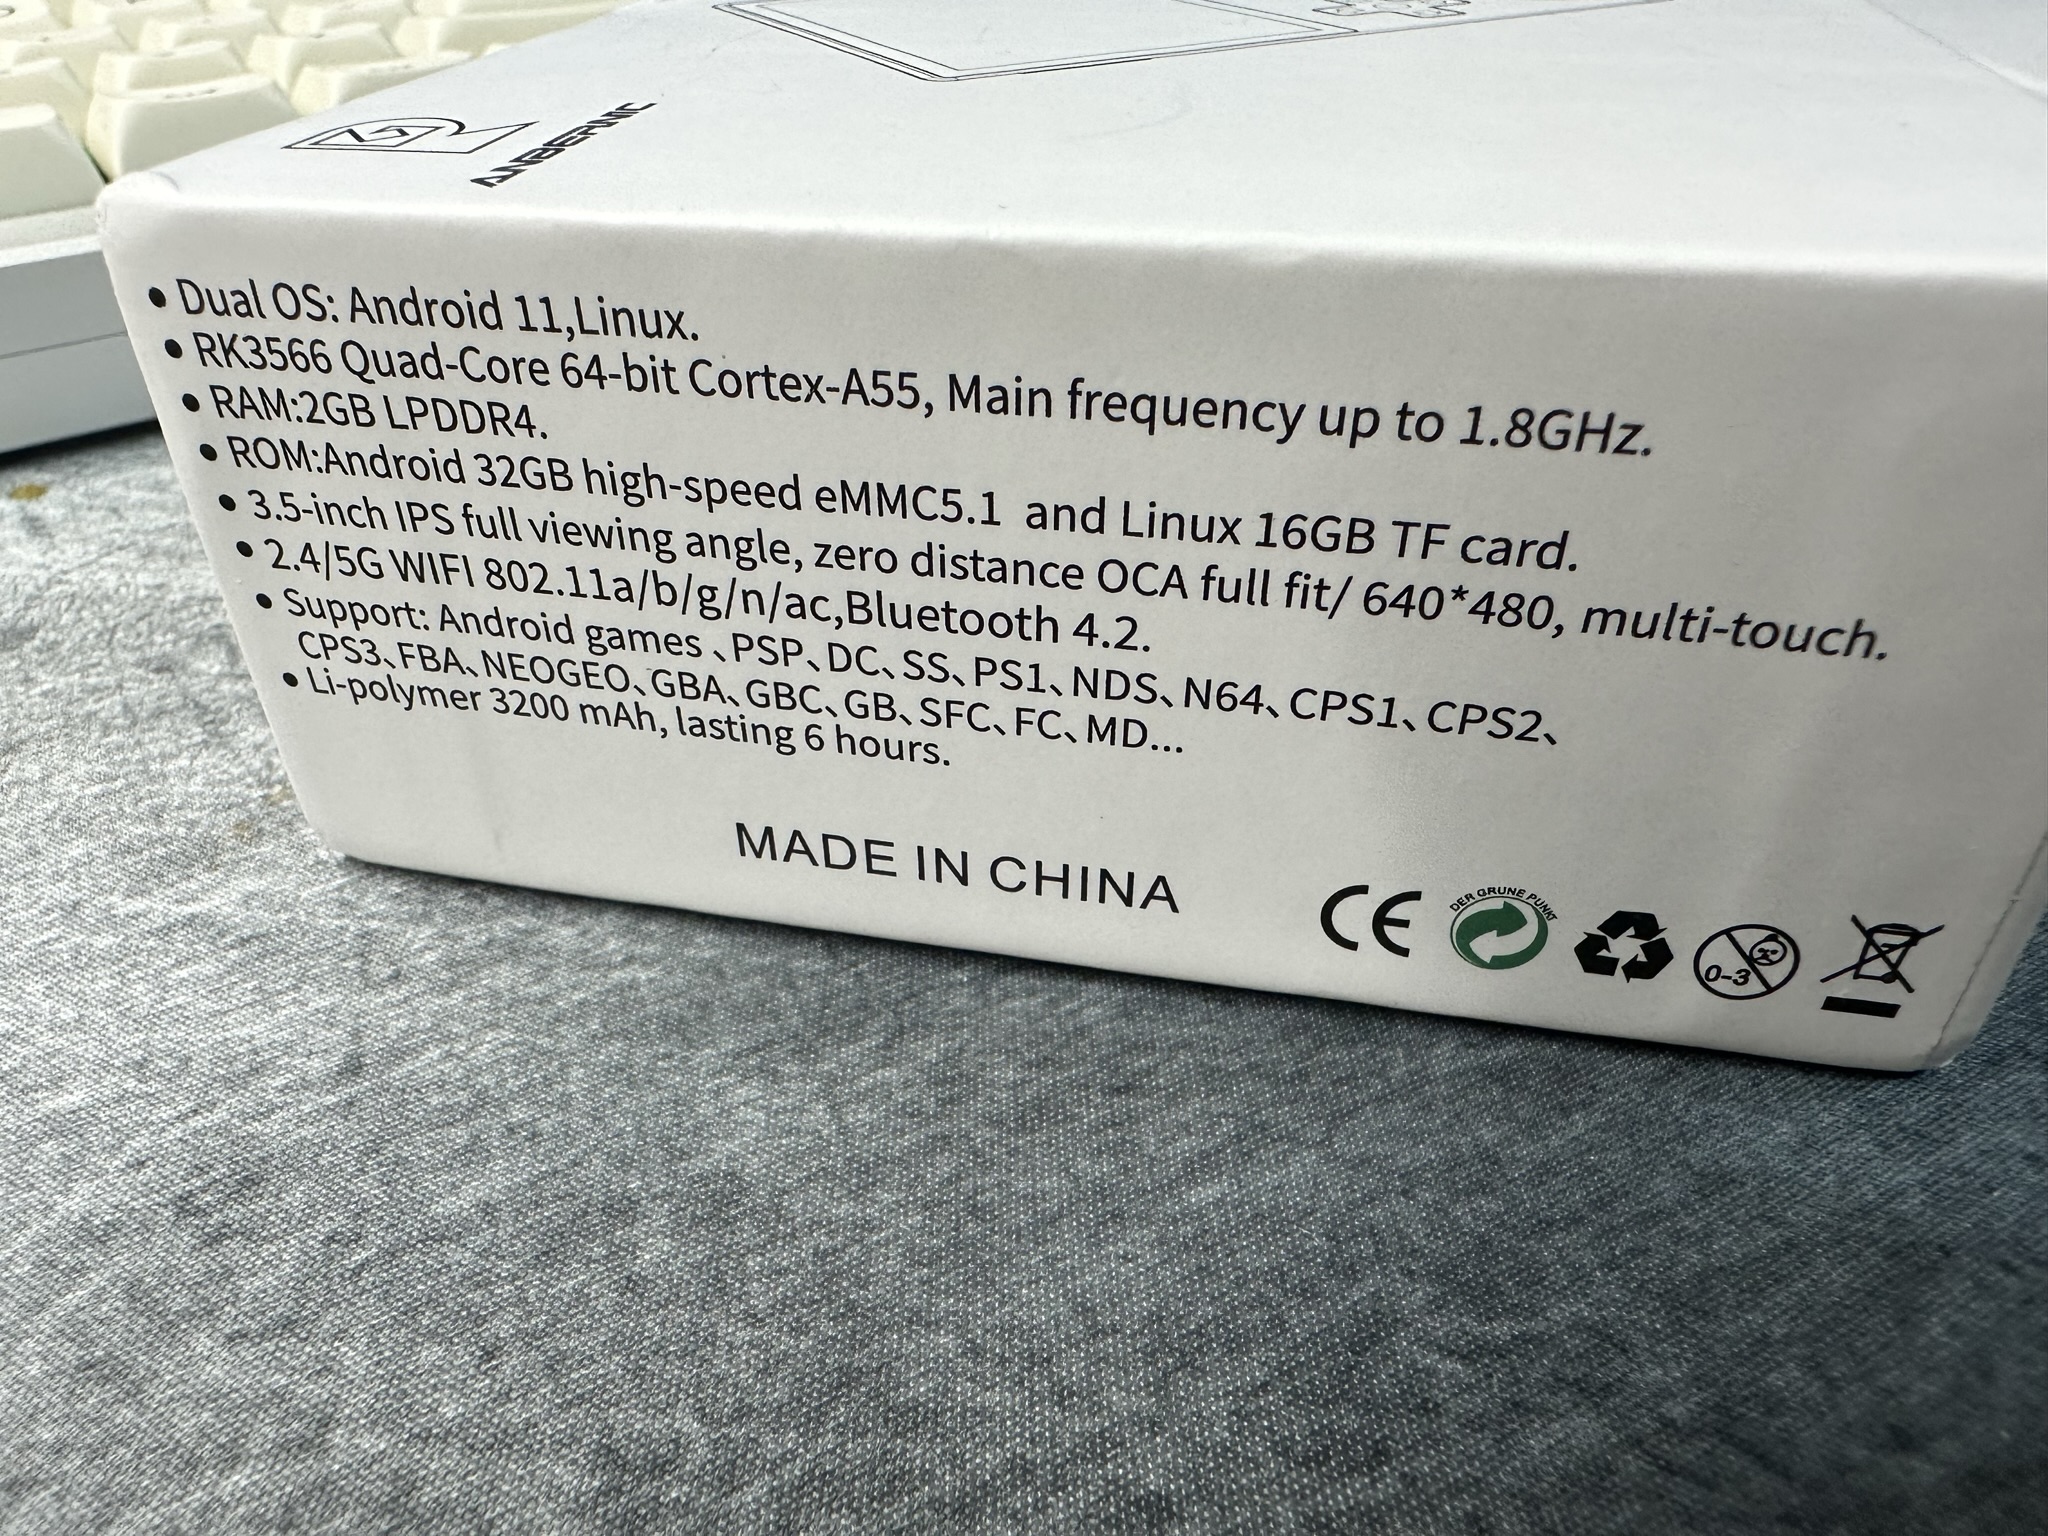 ANBERNIC
• Dual OS: Android 11,Linux.
• RK3566 Quad-Core 64-bit Cortex-A55, Main frequency up to 1.8GHz.
• RAM:2GB LPDDR4.
• ROM:Android 32GB high-speed eMMC5.1 and Linux 16GB TF card.
• 3.5-inch IPS full viewing angle, zero distance OCA full fit/ 640*480, multi-touch.
• 2.4/5G WIFI 802.11a/b/g/n/ac,Bluetooth 4.2.
• Support: Android games 、PSP、DC、SS、PS1、NDS、N64、CPS1、CPS2、
CPS3、FBA、NEOGEO、GBA、GBC、GB、SFC、FC、MD...
• Li-polymer 3200 mAh, lasting 6 hours.
MADE IN CHINA
CE
DER GRUNE PUNKT
0-3